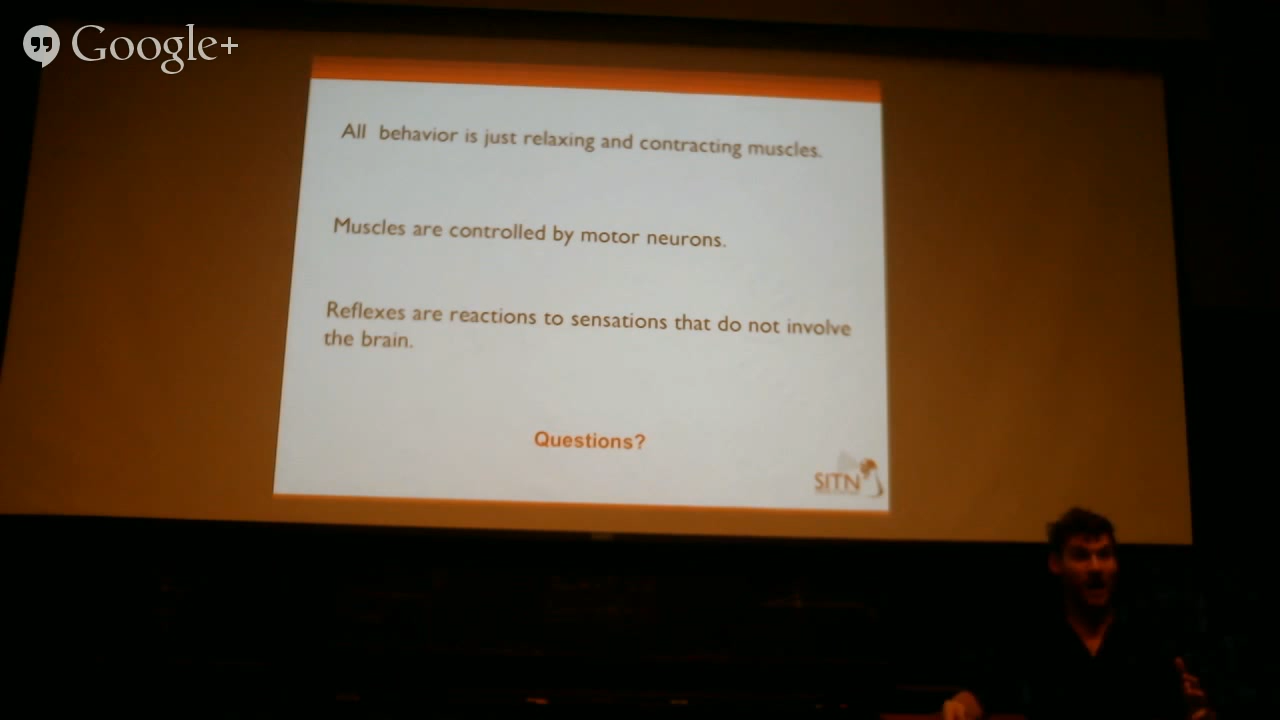 Google+
All behavior is just relaxing and contracting muscles.
Muscles are controlled by motor neurons.
Reflexes are reactions to sensations that do not involve
the brain.
Questions?
SITN